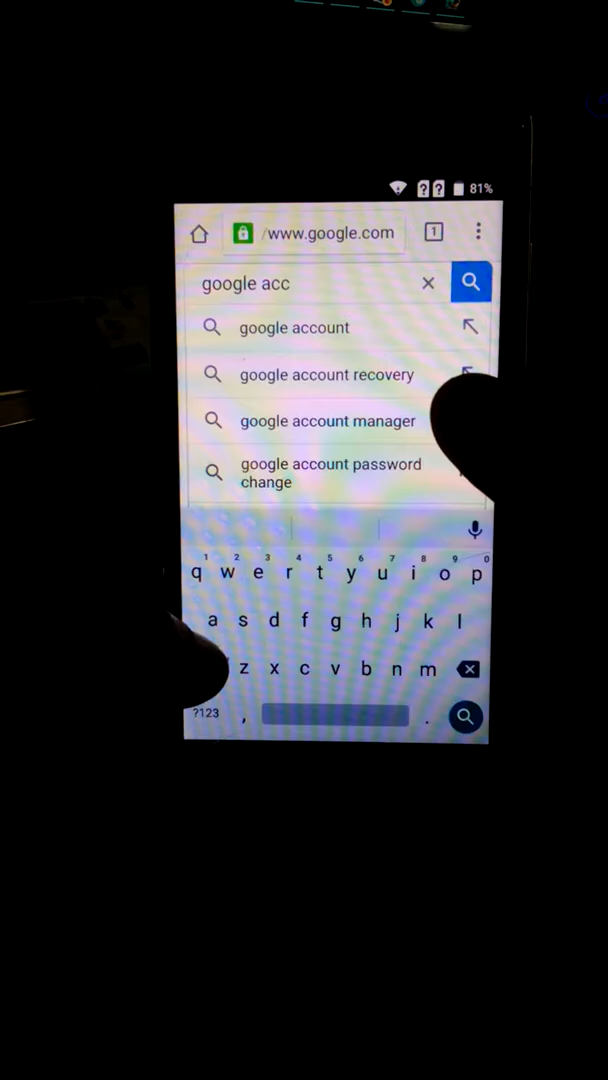 ? ? 81%
/www.google.com 1
google acc
google account
google account recovery
google account manager
google account password
change
1 2 3 4 5 6 7 8 9 0
q w e r t y u i o p
a s d f g h j k l
z x c v b n m
?123 , .